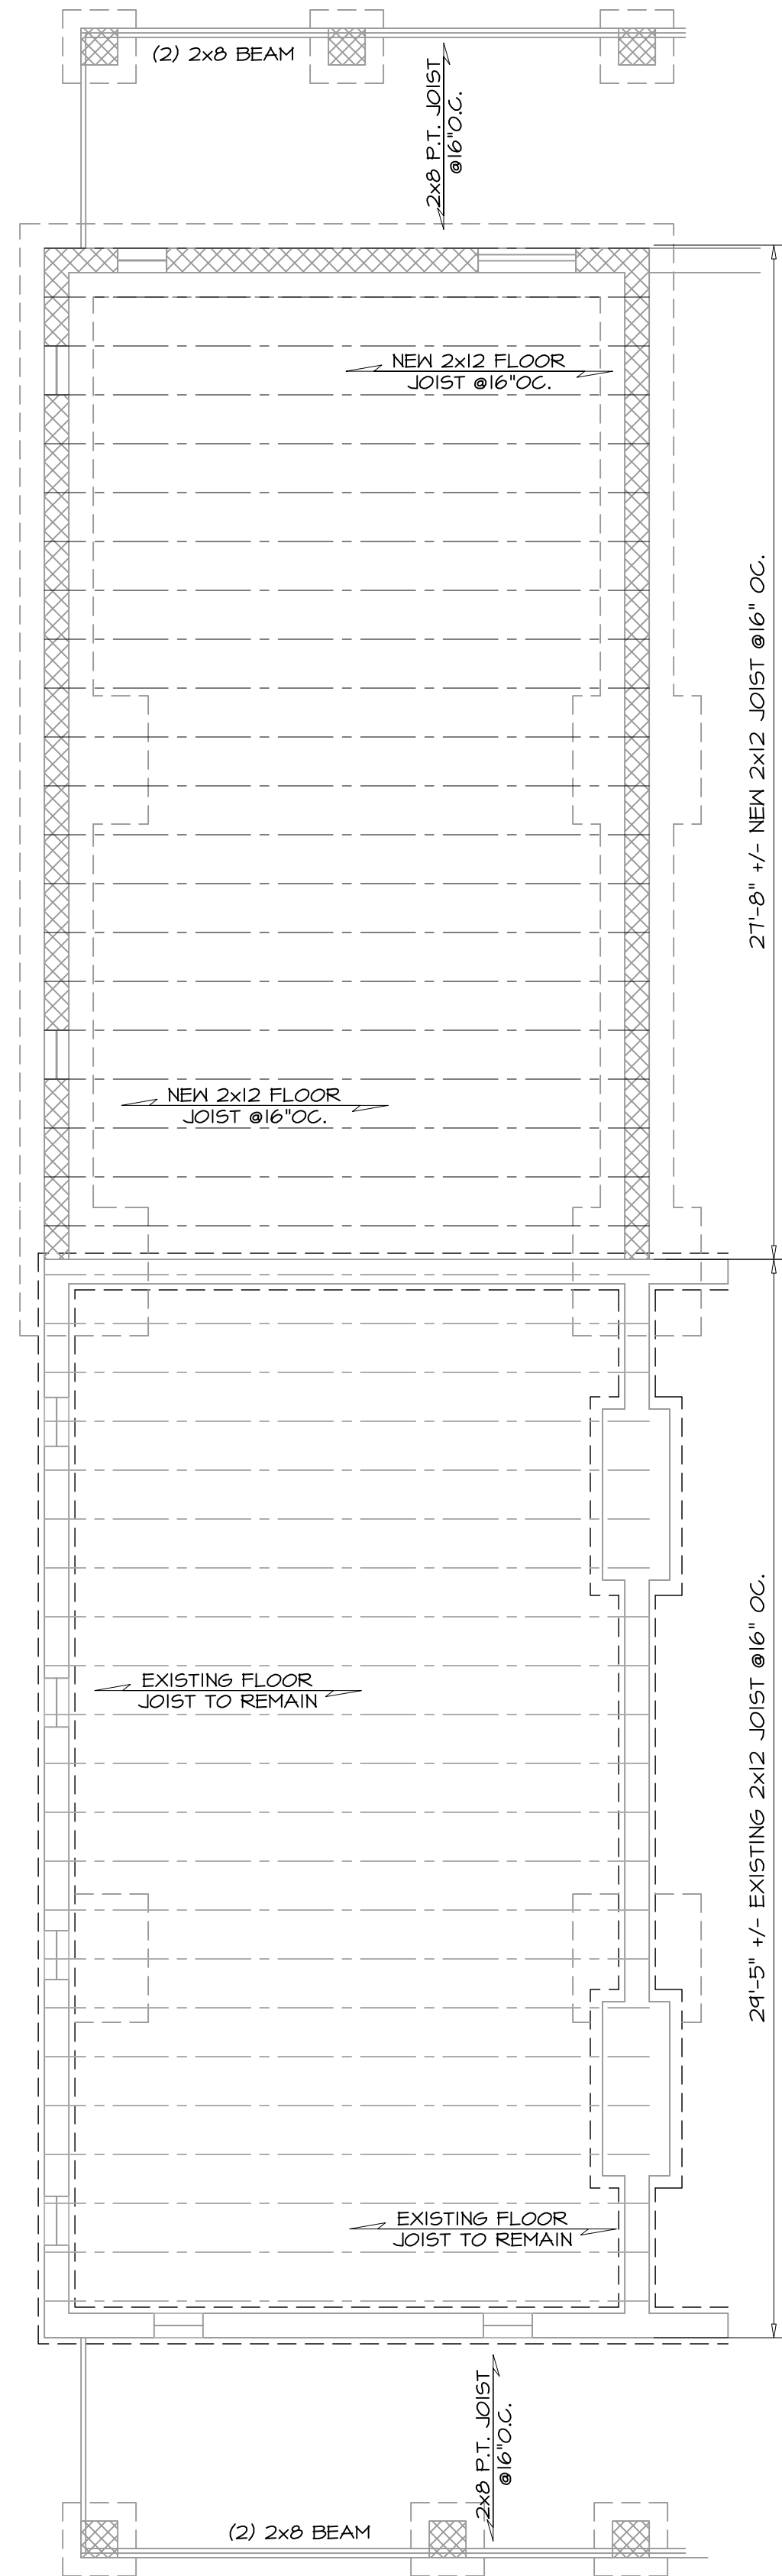 (2) 2x8 BEAM
2x8 P.T. JOIST
@16"O.C.
NEW 2x12 FLOOR
JOIST @16"OC.
27'-8" +/- NEW 2x12 JOIST @16" OC.
NEW 2x12 FLOOR
JOIST @16"OC.
EXISTING FLOOR
JOIST TO REMAIN
29'-5" +/- EXISTING 2x12 JOIST @16" OC.
EXISTING FLOOR
JOIST TO REMAIN
2x8 P.T. JOIST
@16"O.C.
(2) 2x8 BEAM